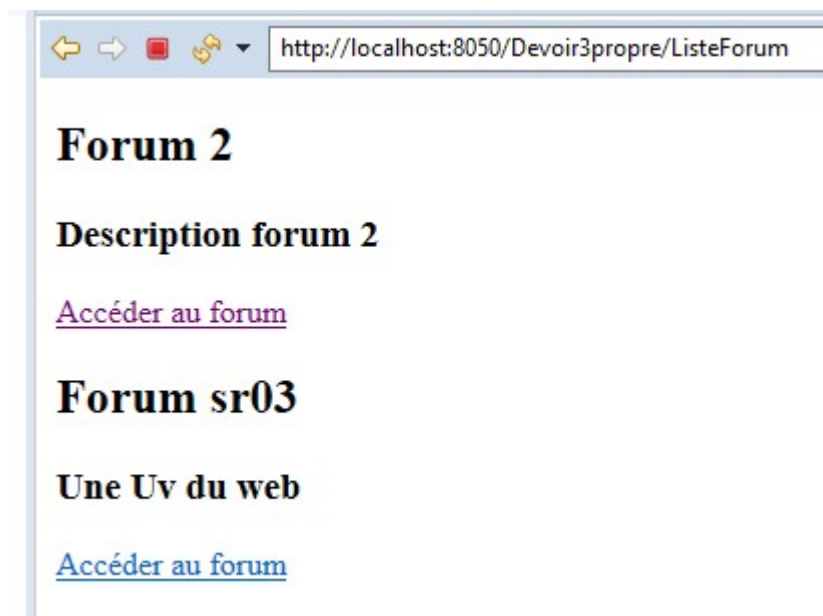 http://localhost:8050/Devoir3propre/ListeForum
Forum 2
Description forum 2
Accéder au forum
Forum sr03
Une Uv du web
Accéder au forum